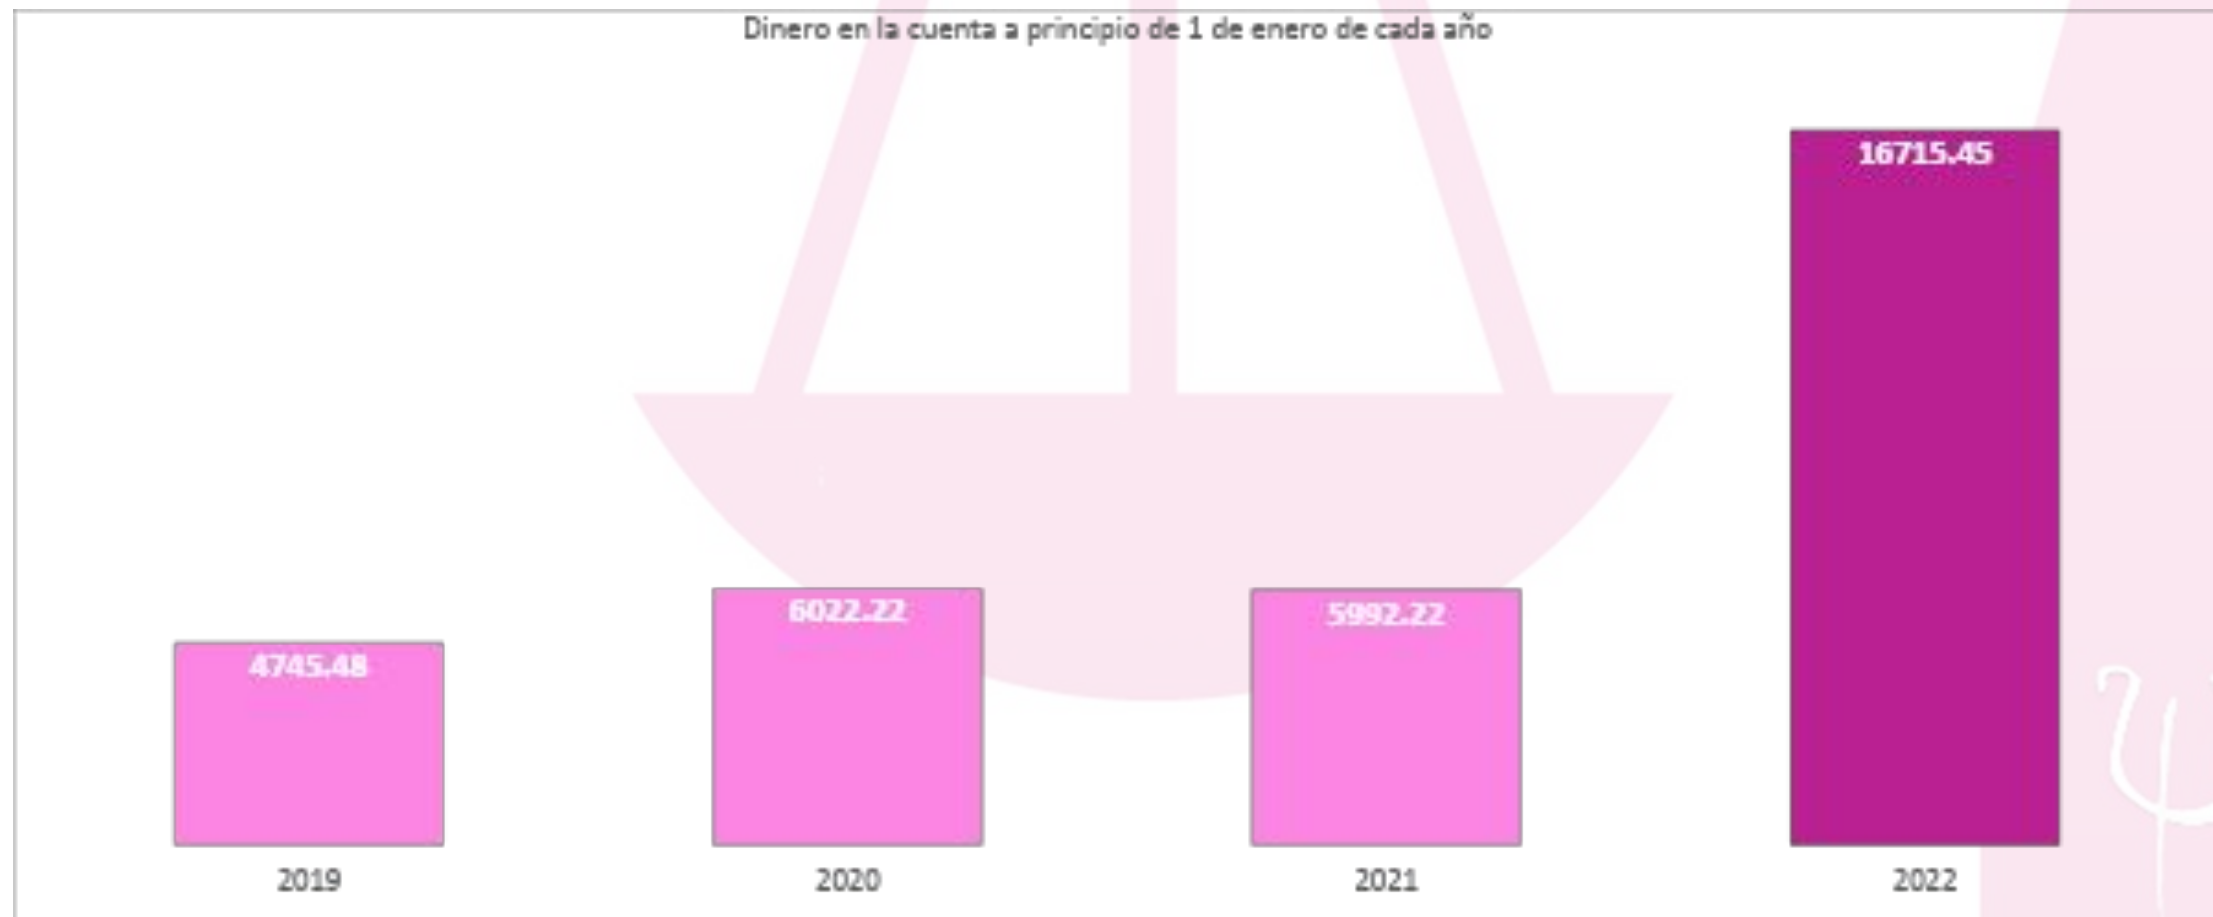 Dinero en la cuenta a principio de 1 de enero de cada año
16715.45
6022.22
5992.22
4745.48
2019 2020 2021 2022